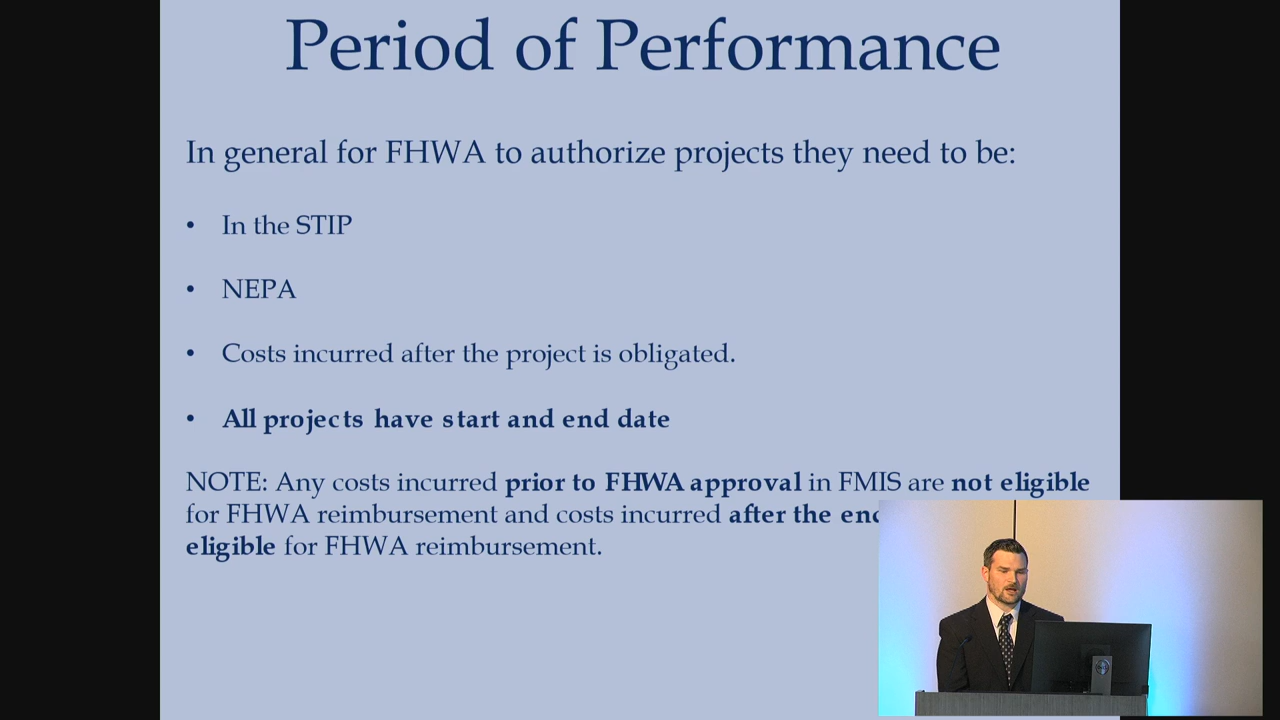 Period of Performance
In general for FHWA to authorize projects they need to be:
• In the STIP
• NEPA
• Costs incurred after the project is obligated.
• All projects have start and end date
NOTE: Any costs incurred prior to FHWA approval in FMIS are not eligible
for FHWA reimbursement and costs incurred after the
eligible for FHWA reimbursement.